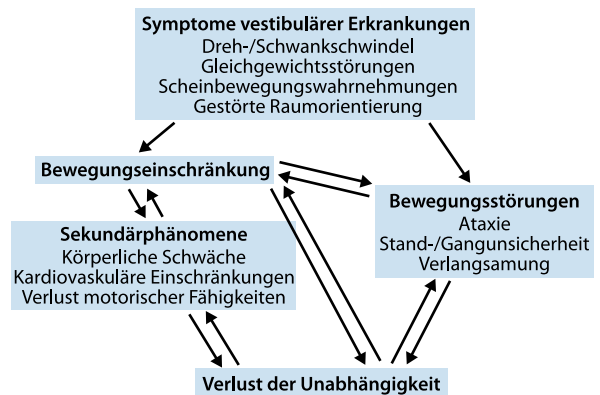 Symptome vestibulärer Erkrankungen
Dreh-/Schwankschwindel
Gleichgewichtsstörungen
Scheinbewegungswahrnehmungen
Gestörte Raumorientierung
Bewegungseinschränkung
Bewegungsstörungen
Ataxie
Stand-/Gangunsicherheit
Verlangsamung
Sekundärphänomene
Körperliche Schwäche
Kardiovaskuläre Einschränkungen
Verlust motorischer Fähigkeiten
Verlust der Unabhängigkeit